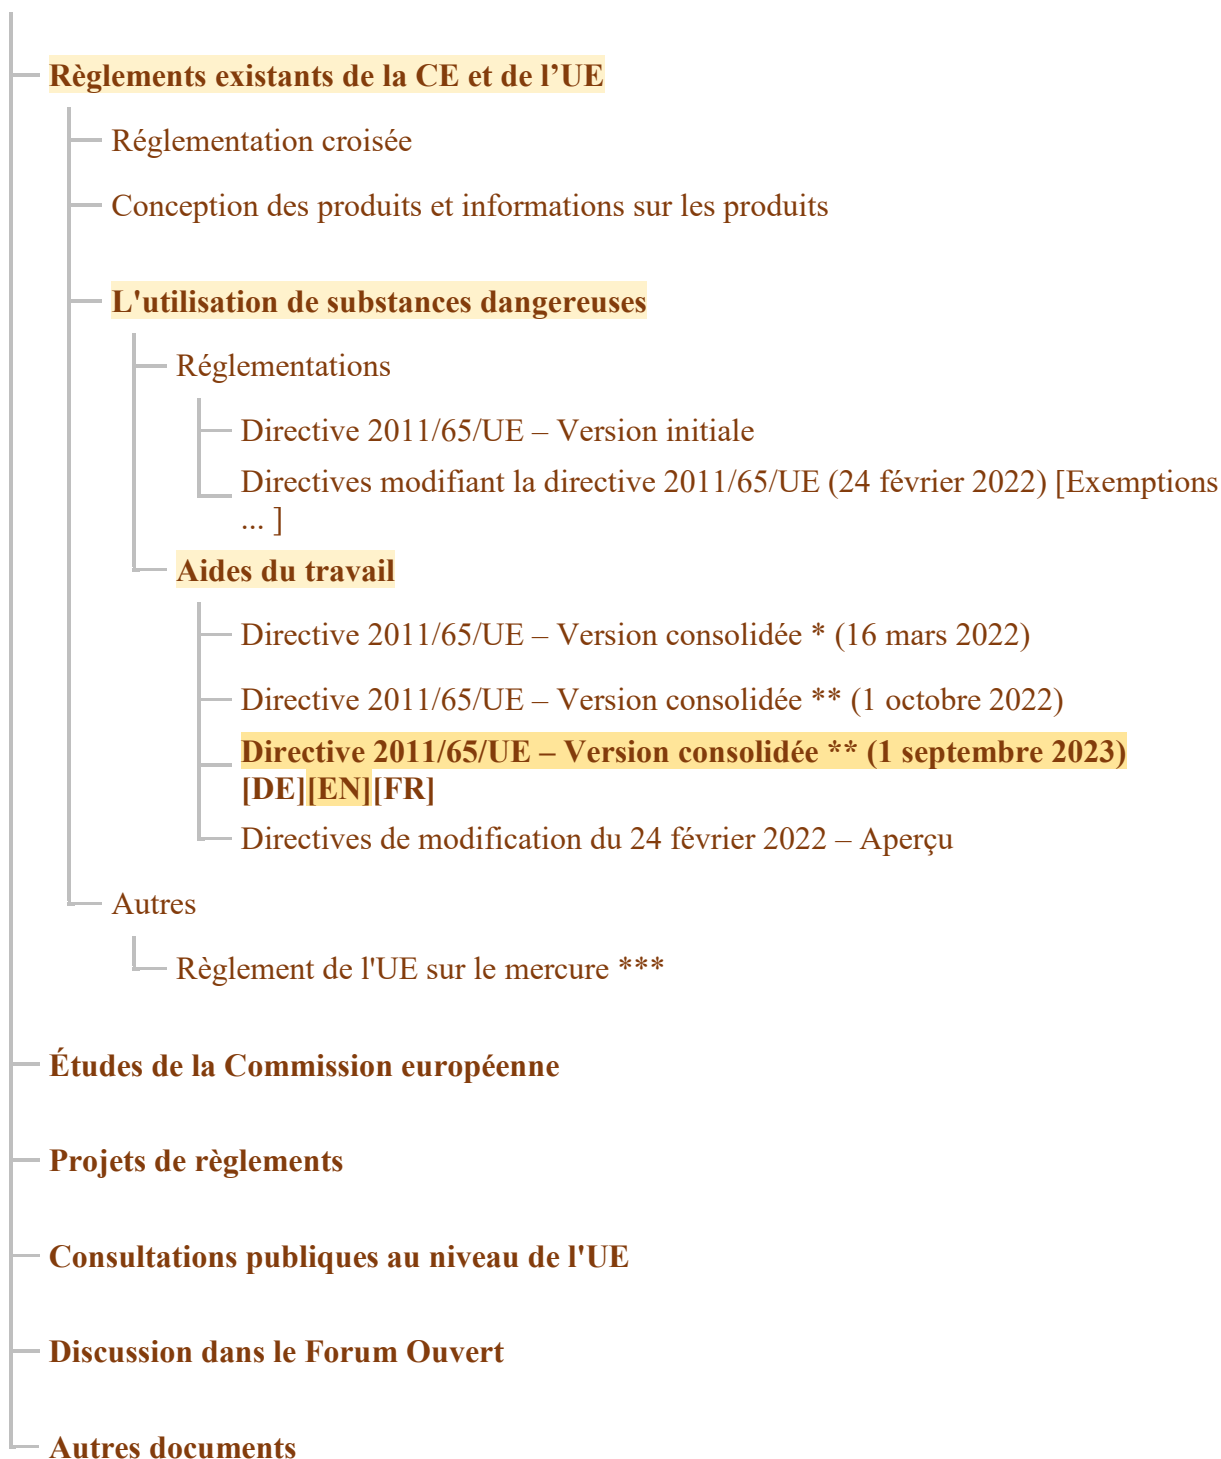 Règlements existants de la CE et de l’UE
Réglementation croisée
Conception des produits et informations sur les produits
L'utilisation de substances dangereuses
Réglementations
Directive 2011/65/UE – Version initiale
Directives modifiant la directive 2011/65/UE (24 février 2022) [Exemptions
... ]
Aides du travail
Directive 2011/65/UE – Version consolidée * (16 mars 2022)
Directive 2011/65/UE – Version consolidée ** (1 octobre 2022)
Directive 2011/65/UE – Version consolidée ** (1 septembre 2023)
[DE][EN][FR]
Directives de modification du 24 février 2022 – Aperçu
Autres
Règlement de l'UE sur le mercure ***
Études de la Commission européenne
Projets de règlements
Consultations publiques au niveau de l'UE
Discussion dans le Forum Ouvert
Autres documents